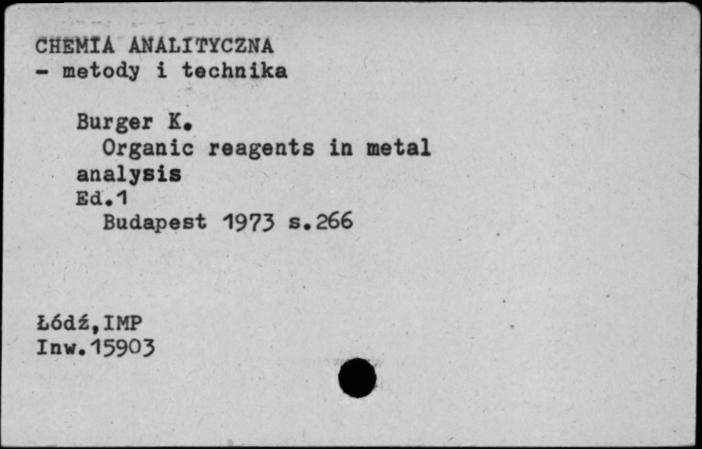 CHEMIA ANALITYCZNA
- metody i technika
Burger K.
Organic reagents in metal
analysis
Ed.1
Budapest 1973 s.266
Łódź,IMP
Inw.15903